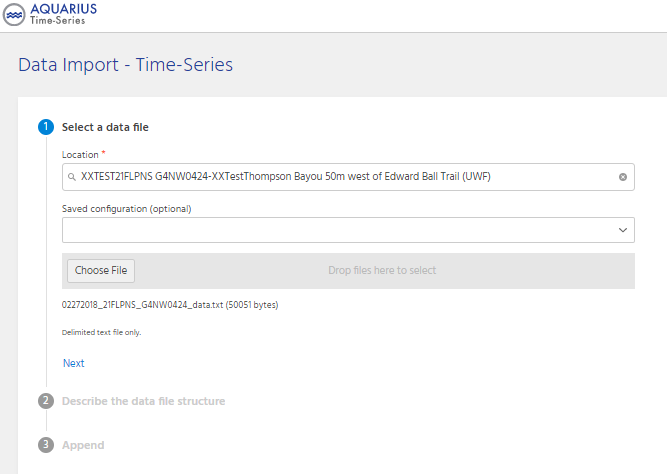 AQUARIUS
Time-Series
Data Import - Time-Series
1 Select a data file
Location *
XXTEST21FLPNS G4NW0424-XXTestThompson Bayou 50m west of Edward Ball Trail (UWF)
Saved configuration (optional)
Choose File Drop files here to select
02272018_21FLPNS_G4NW0424_data.txt (50051 bytes)
Delimited text file only.
Next
2 Describe the data file structure
3 Append